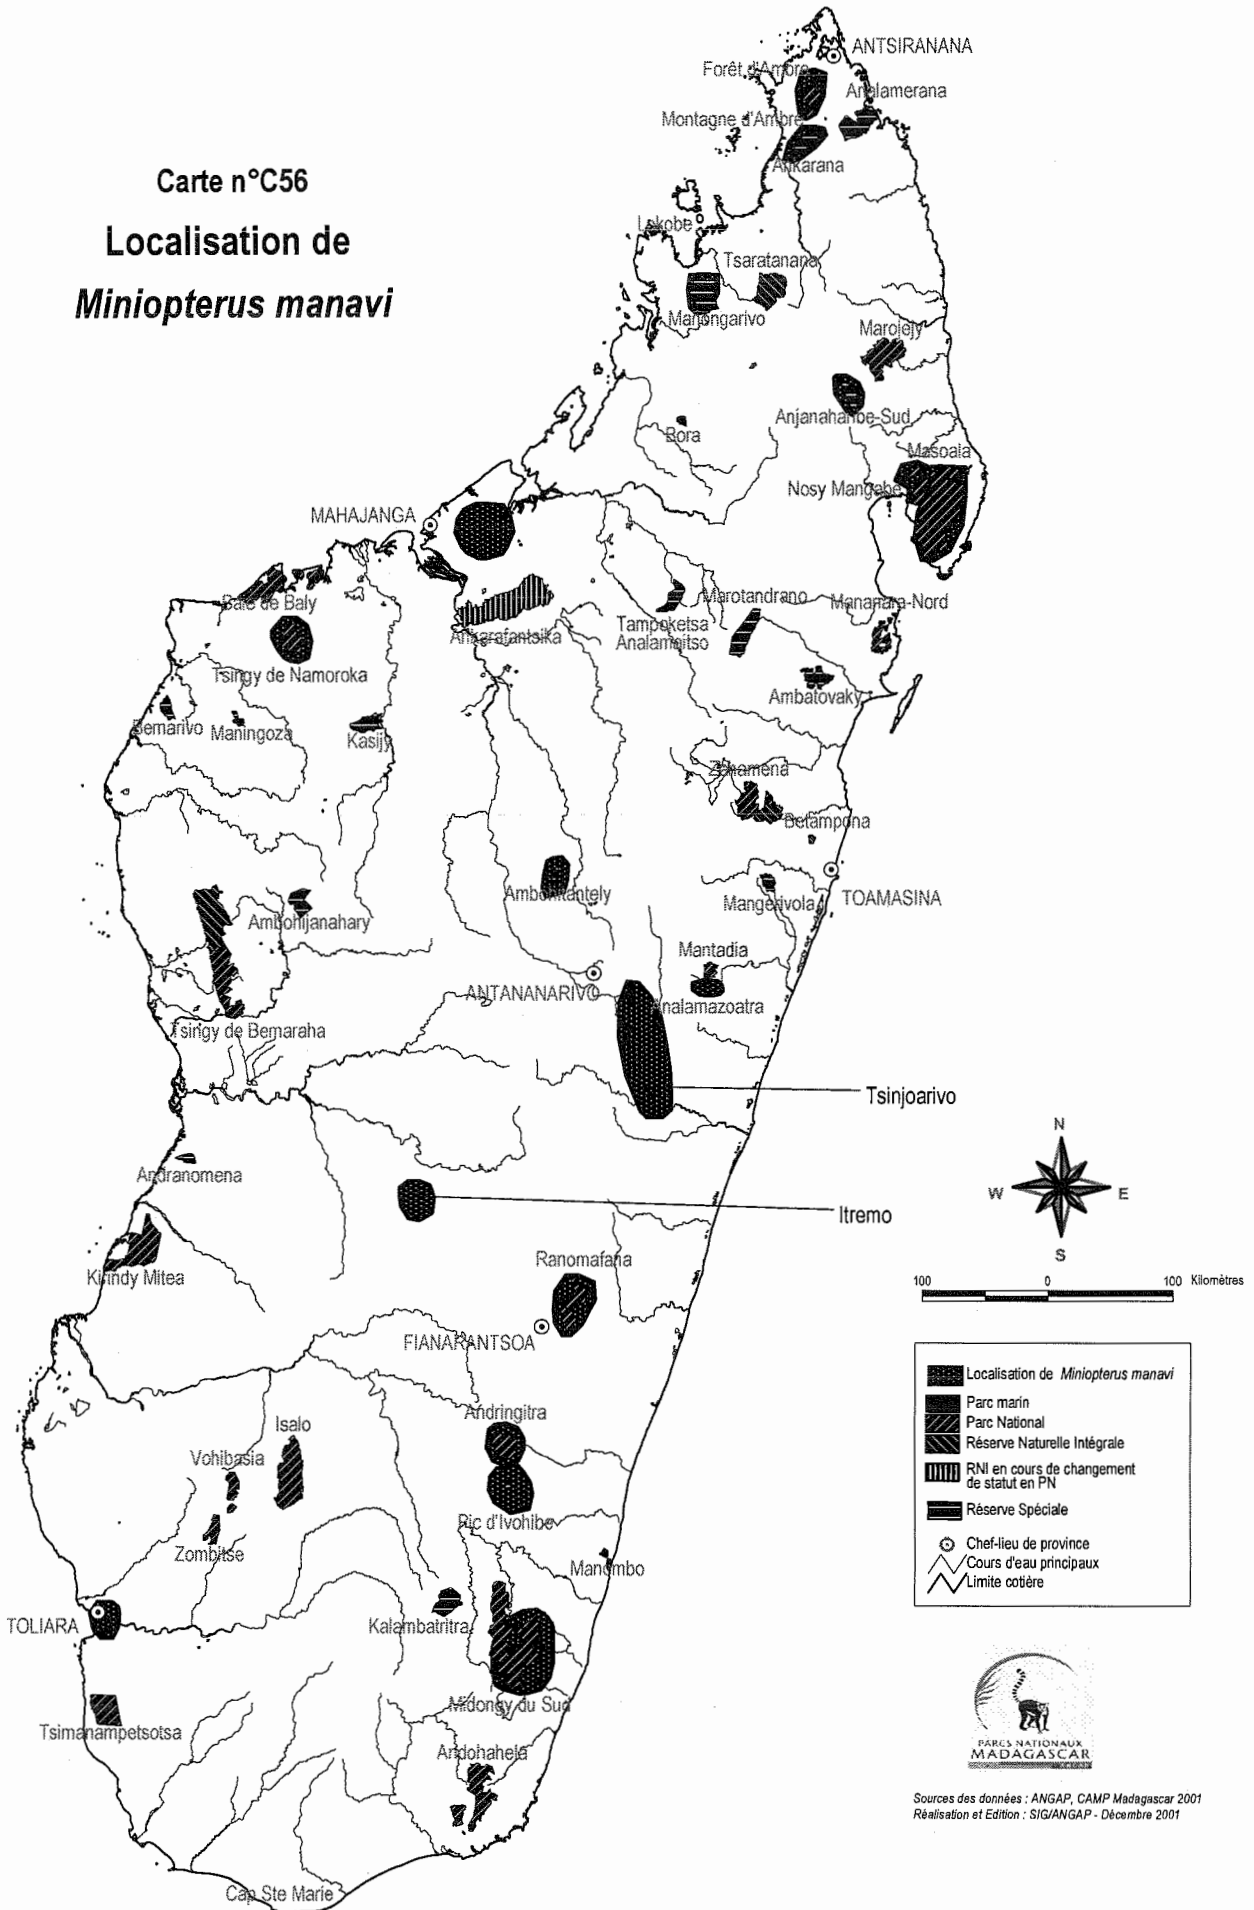 ANTSIRANANA
Forêt d'Ambre
Analamerana
Montagne d'Ambre
Ankarana
Carte n°C56
Localisation de
Miniopterus manavi
Lokobe
Tsaratanana
Manongarivo
Marojejy
Anjanaharibe-Sud
Bora
Masoala
Nosy Mangabe
MAHAJANGA
Baie de Baly
Ankarafantsika
Tampoketsa
Analamaitso
Marotandrano
Mananara-Nord
Tsingy de Namoroka
Ambatovaky
Bemarivo
Maningoza
Kasijy
Zahamena
Betampona
Ambohitantely
Mangerivola
TOAMASINA
Ambohijanahary
Mantadia
ANTANANARIVO
Analamazoatra
Tsingy de Bemaraha
Tsinjoarivo
Andranomena
Itremo
N
W
E
S
Kirindy Mitea
Ranomafana
100
0
100 Kilomètres
FIANARANTSOA
Localisation de Miniopterus manavi
Parc marin
Parc National
Réserve Naturelle Intégrale
RNI en cours de changement
de statut en PN
Réserve Spéciale
Chef-lieu de province
Cours d'eau principaux
Limite cotière
Andringitra
Isalo
Vohibasia
Pic d'Ivohibe
Zombitse
Manombo
TOLIARA
Kalambatritra
Midongy du Sud
Tsimanampetsotsa
Andohahela
PARCS NATIONAUX
MADAGASCAR
Sources des données : ANGAP, CAMP Madagascar 2001
Réalisation et Edition : SIG/ANGAP - Décembre 2001
Cap Ste Marie